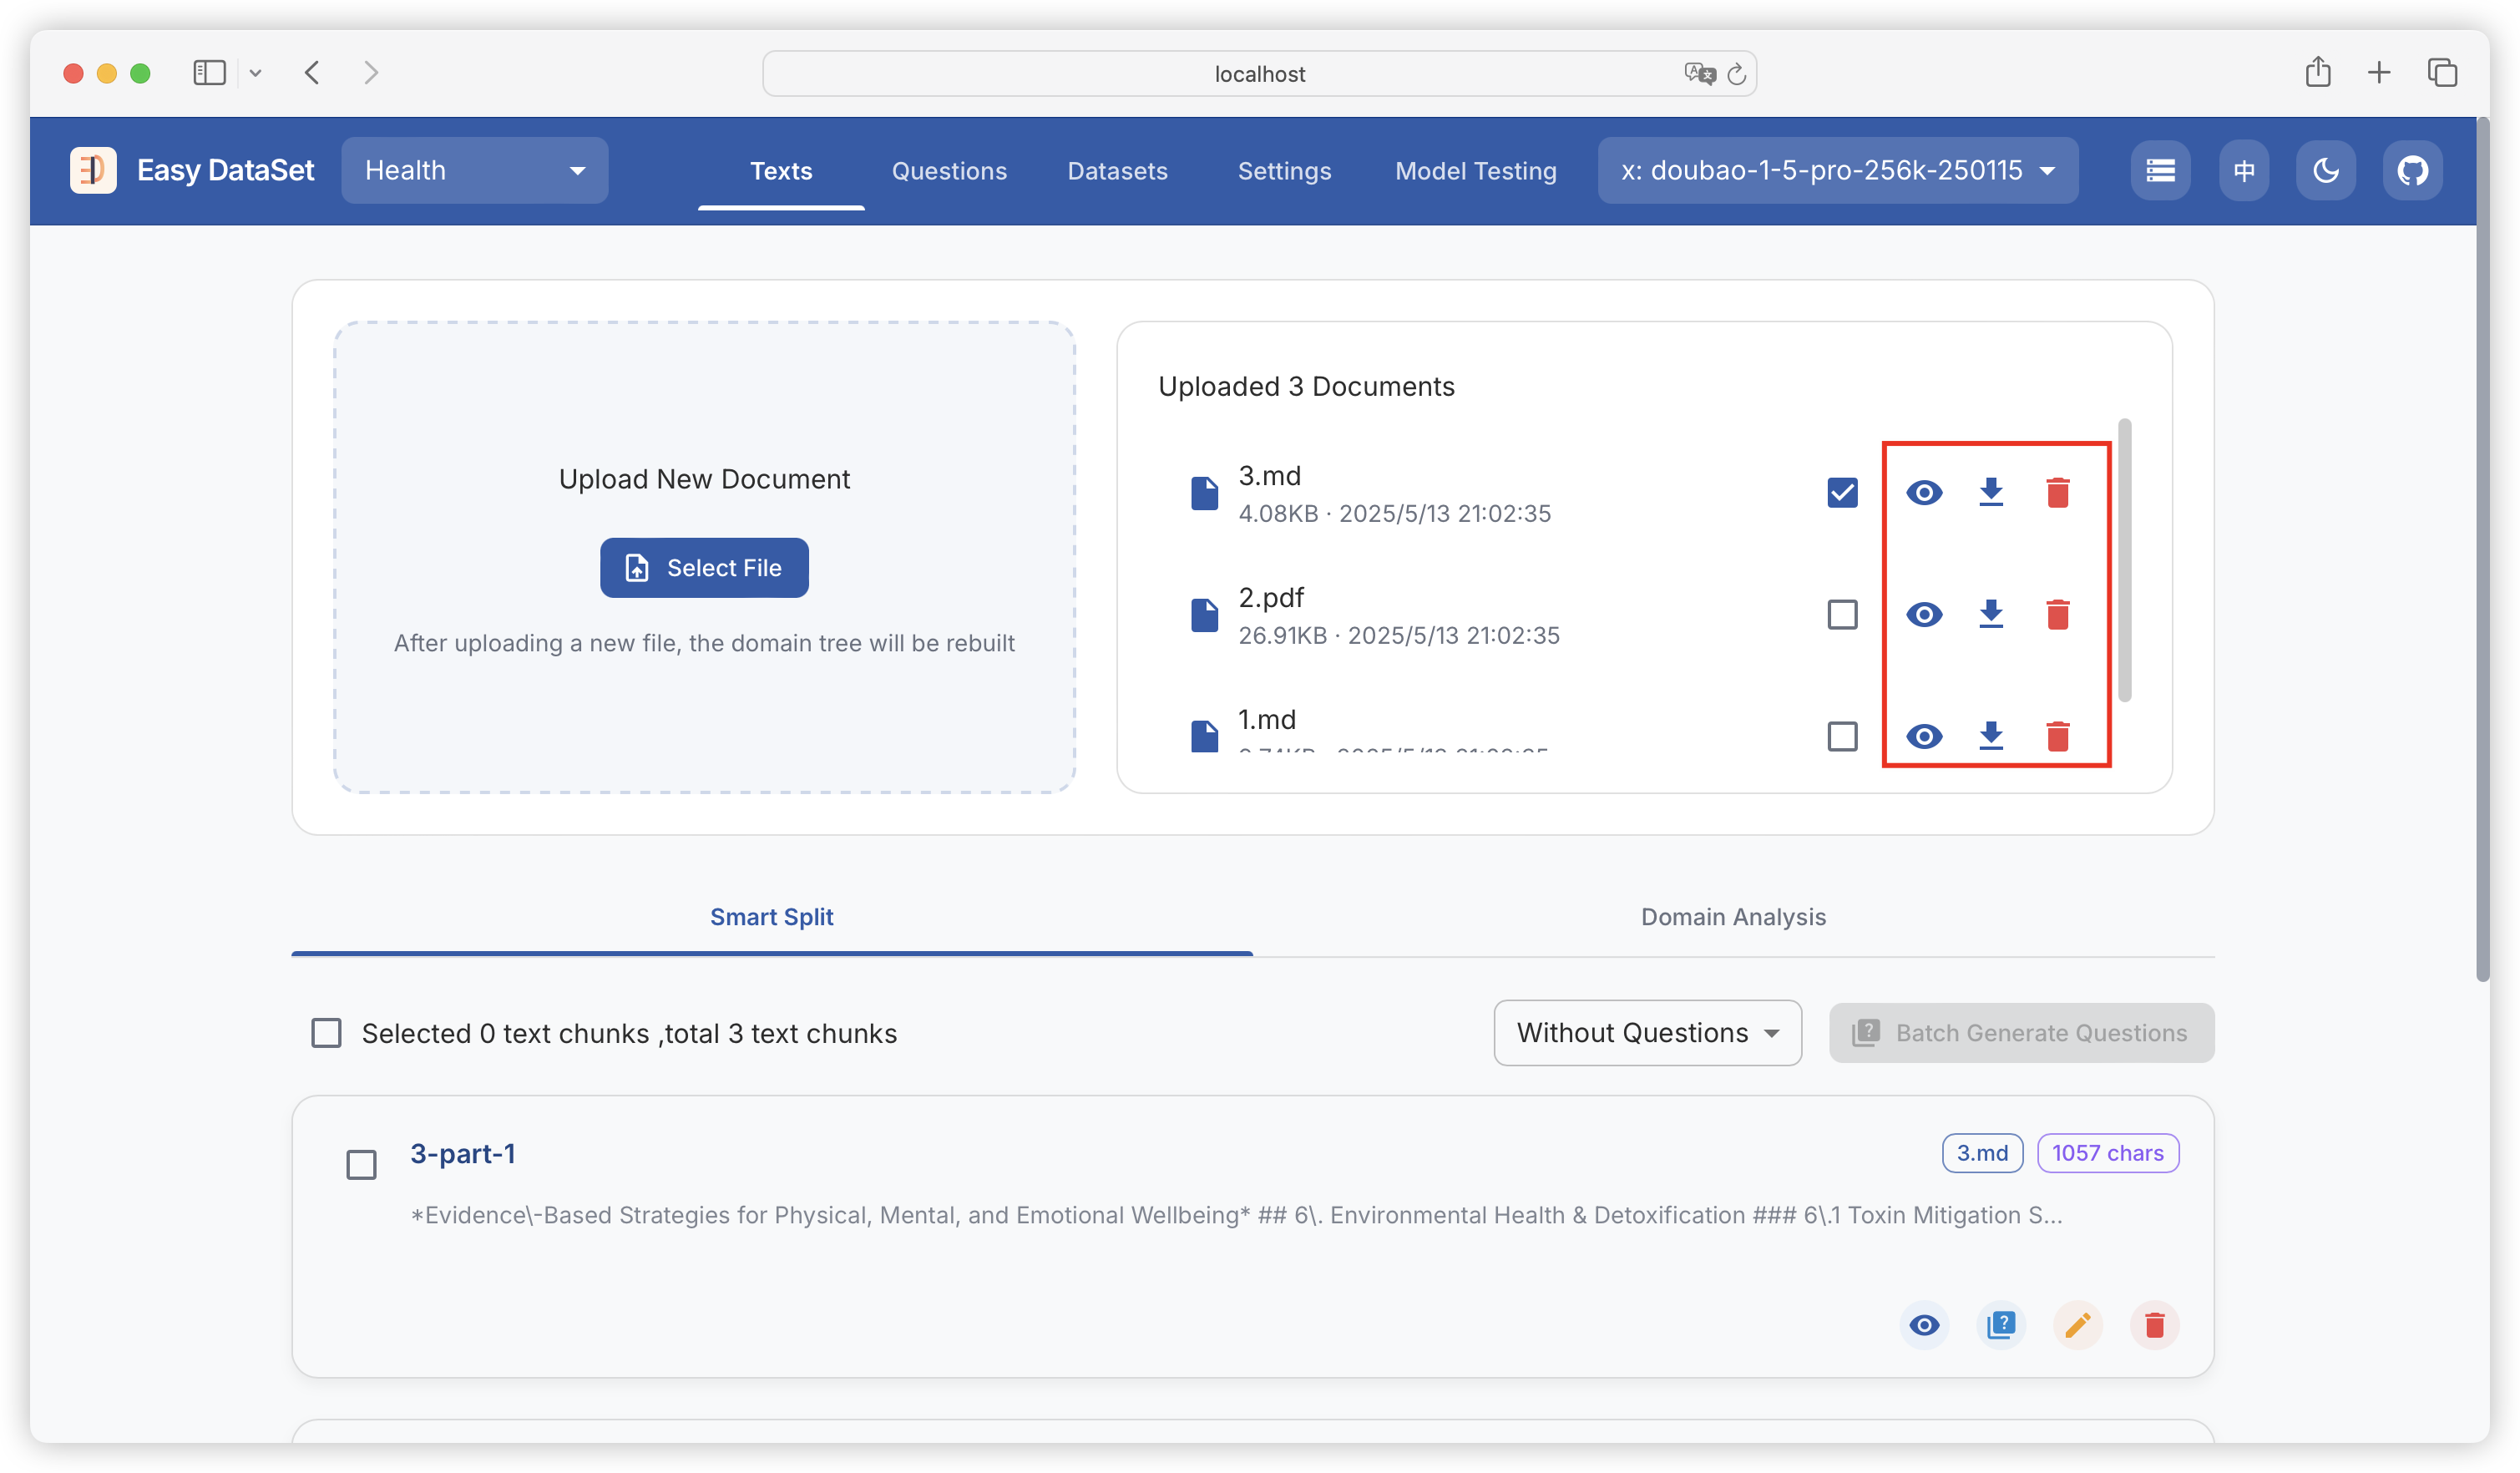 localhost
Easy DataSet
Health
Texts
Questions
Datasets
Settings
Model Testing
x: doubao-1-5-pro-256k-250115
中
Upload New Document
Select File
After uploading a new file, the domain tree will be rebuilt
Uploaded 3 Documents
3.md
4.08KB · 2025/5/13 21:02:35
2.pdf
26.91KB · 2025/5/13 21:02:35
1.md
Smart Split
Domain Analysis
Selected 0 text chunks ,total 3 text chunks
Without Questions
Batch Generate Questions
3-part-1
3.md
1057 chars
*Evidence\-Based Strategies for Physical, Mental, and Emotional Wellbeing* ## 6\. Environmental Health & Detoxification ### 6\.1 Toxin Mitigation S...